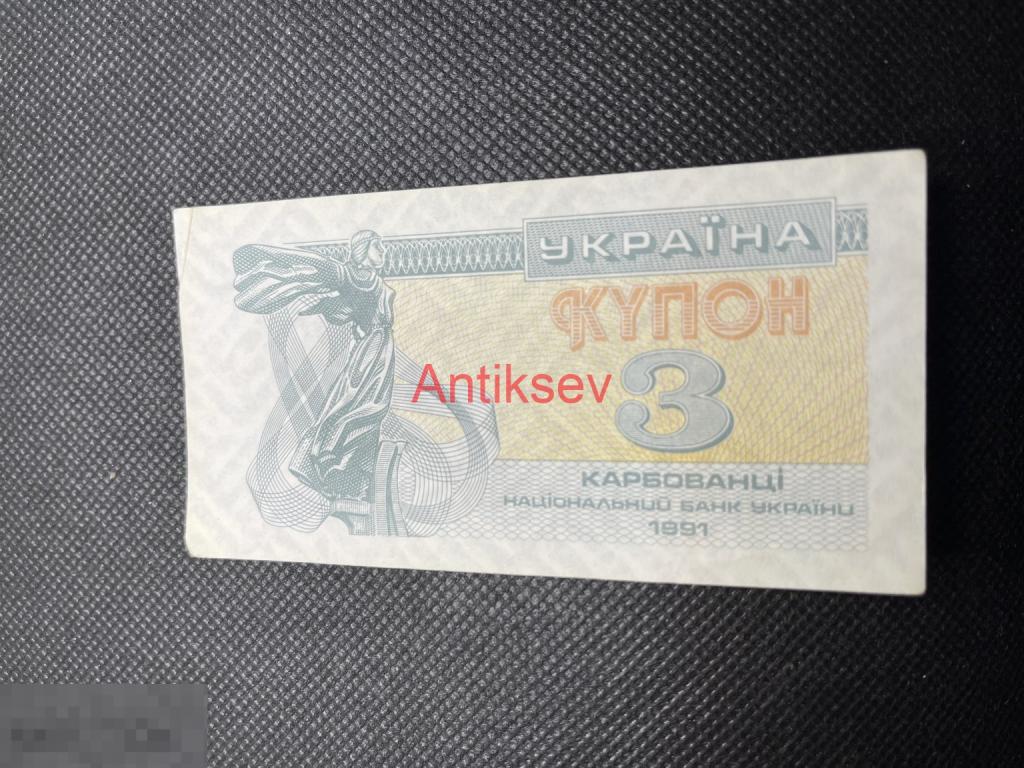 УКРАЇНА
КУПОН
3
Antiksev
КАРБОВАНЦІ
НАЦІОНАЛЬНИЙ БАНК УКРАЇНИ
1991